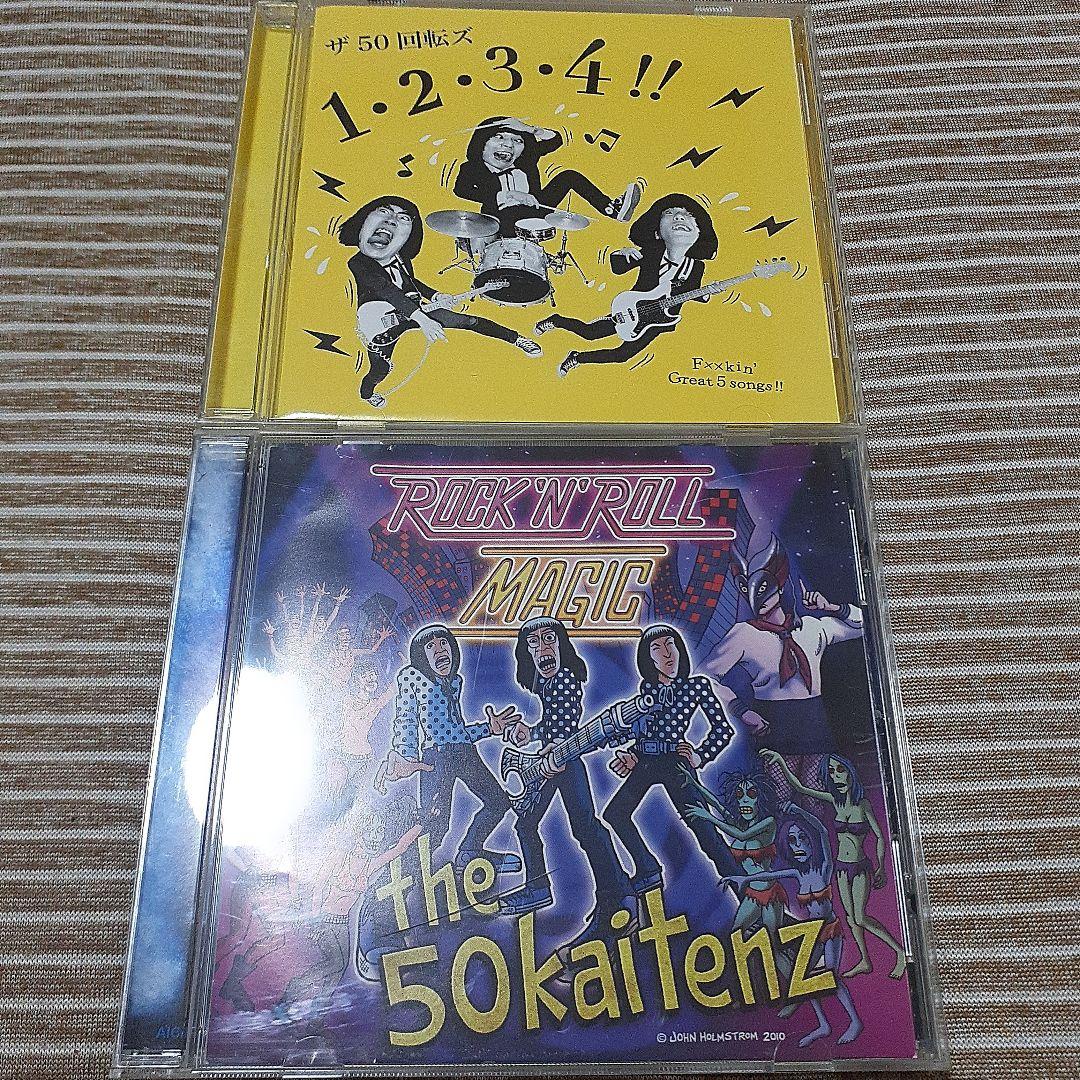 ザ 50 回転ズ
1・2・3・4!!
F××kin'
Great 5 songs!!
ROCK 'N' ROLL
MAGIC
the
50kaitenz
© JOHN HOLMSTROM 2010